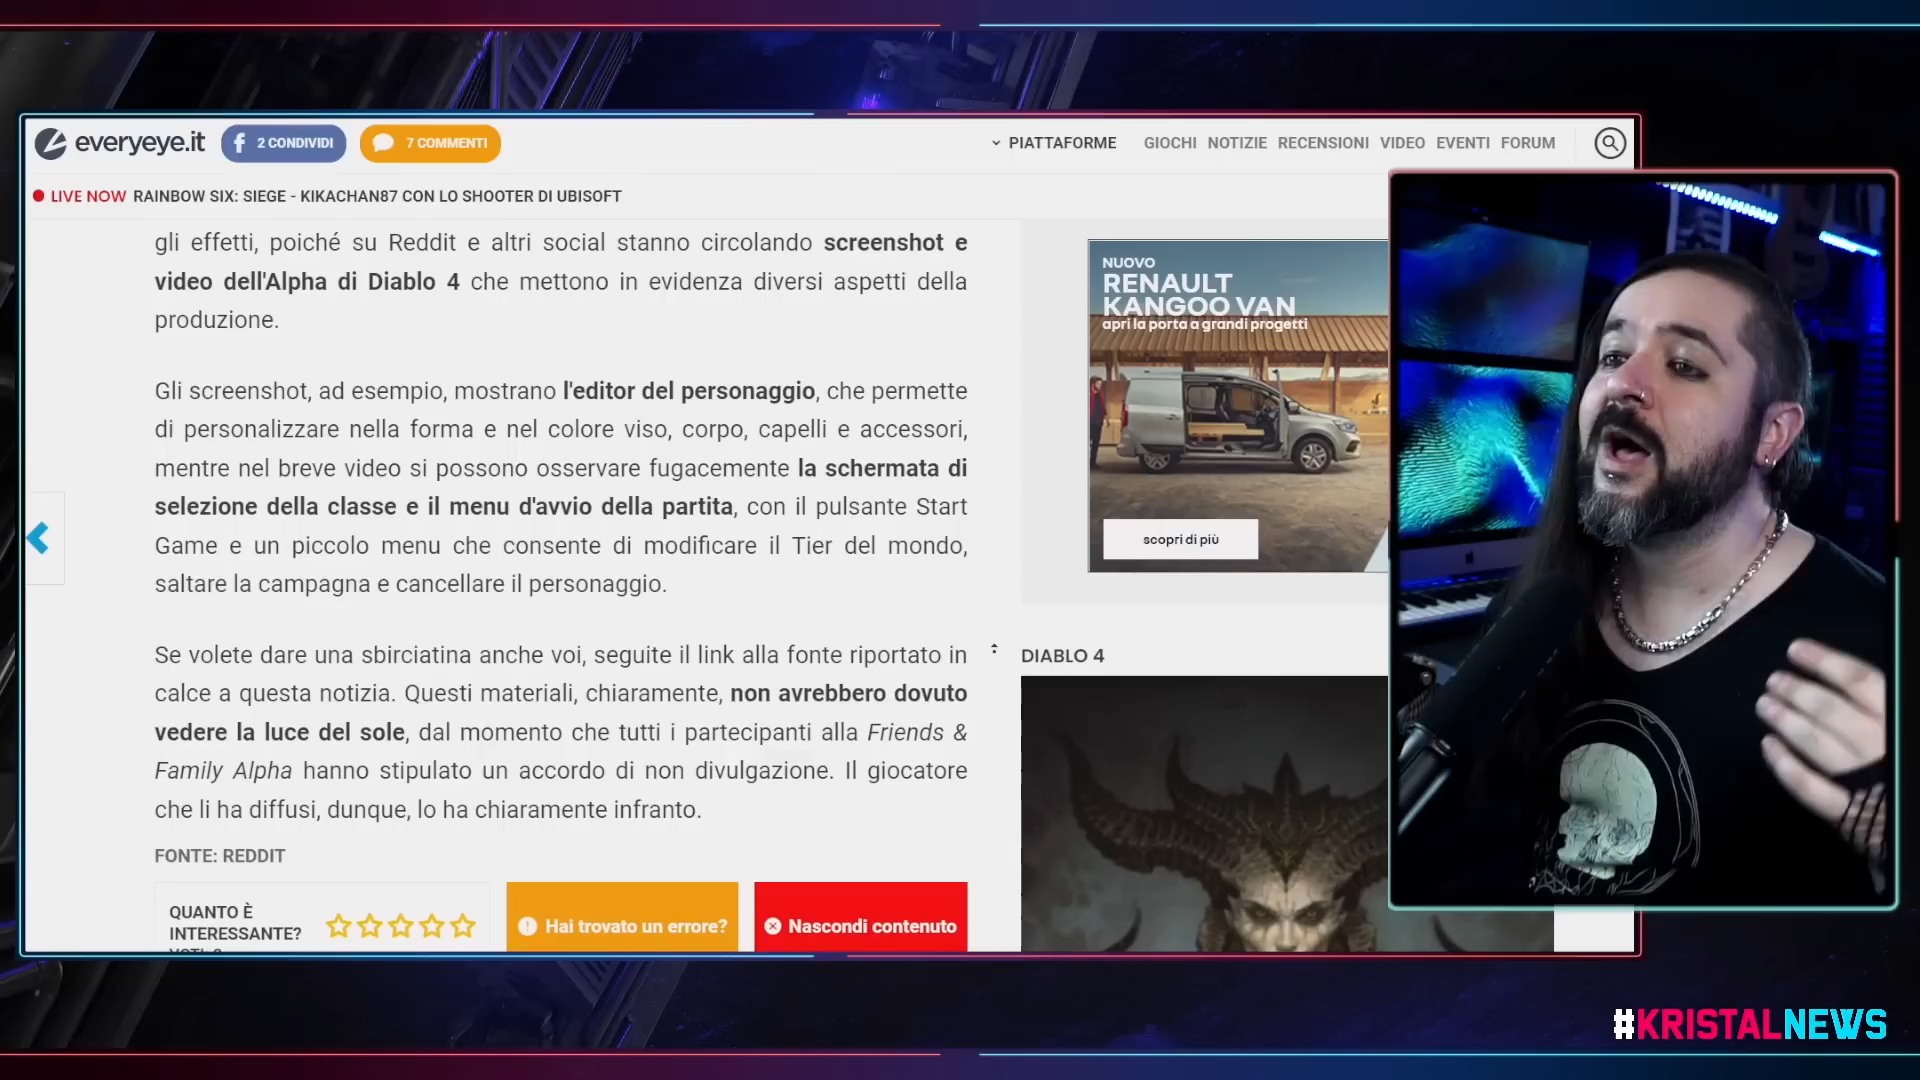 everyeye.it
2 CONDIVIDI
7 COMMENTI
PIATTAFORME
GIOCHI NOTIZIE RECENSIONI VIDEO EVENTI FORUM
LIVE NOW RAINBOW SIX: SIEGE - KIKACHAN87 CON LO SHOOTER DI UBISOFT
gli effetti, poiché su Reddit e altri social stanno circolando screenshot e
video dell'Alpha di Diablo 4 che mettono in evidenza diversi aspetti della
produzione.
Gli screenshot, ad esempio, mostrano l'editor del personaggio, che permette
di personalizzare nella forma e nel colore viso, corpo, capelli e accessori,
mentre nel breve video si possono osservare fugacemente la schermata di
selezione della classe e il menu d'avvio della partita, con il pulsante Start
Game e un piccolo menu che consente di modificare il Tier del mondo,
saltare la campagna e cancellare il personaggio.
Se volete dare una sbirciatina anche voi, seguite il link alla fonte riportato in
calce a questa notizia. Questi materiali, chiaramente, non avrebbero dovuto
vedere la luce del sole, dal momento che tutti i partecipanti alla Friends &
Family Alpha hanno stipulato un accordo di non divulgazione. Il giocatore
che li ha diffusi, dunque, lo ha chiaramente infranto.
FONTE: REDDIT
QUANTO È
INTERESSANTE?
Hai trovato un errore?
Nascondi contenuto
NUOVO
RENAULT
KANGOO VAN
apri la porta a grandi progetti
scopri di più
DIABLO 4
#KRISTALNEWS